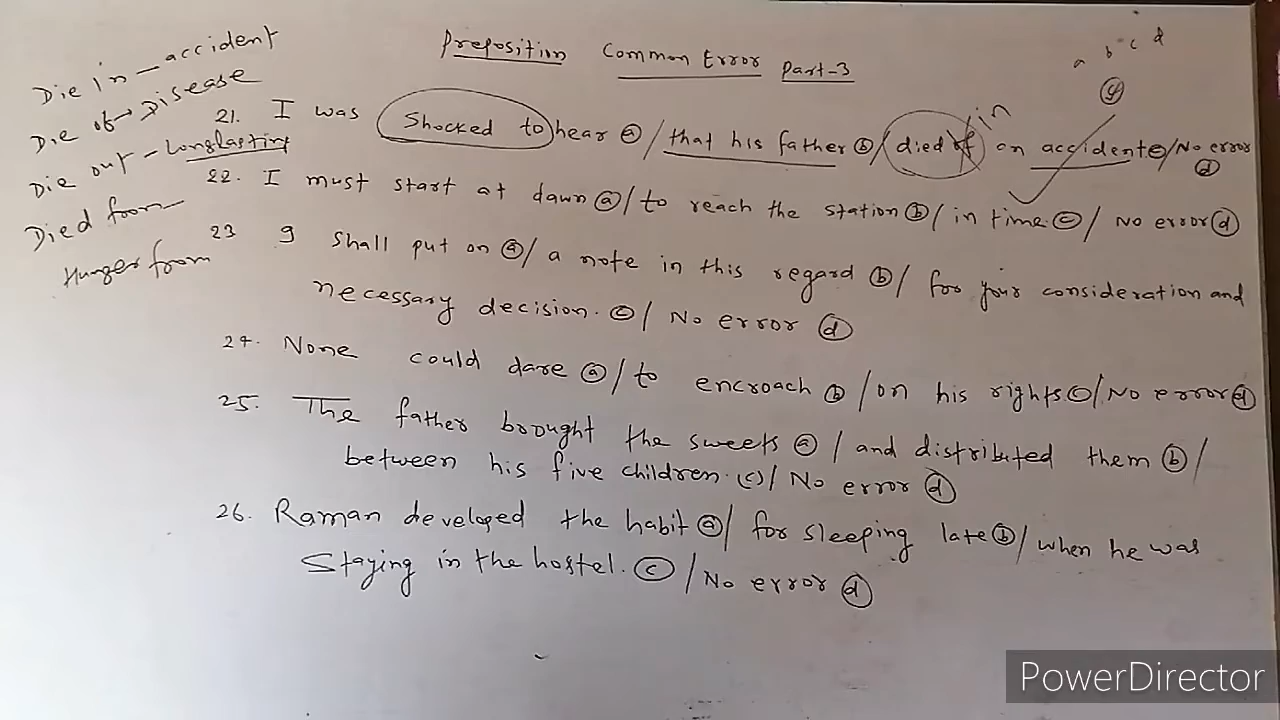 Preposition Common Error Part-3
a b c d
Die in - accident
Die of → Disease
Die out - Longlasting
Died from -
Hunger from
21. I was shocked to hear (a) / that his father (b) / died of in an accident (c) / No error (d)
22. I must start at dawn (a) / to reach the station (b) / in time. (c) / No error (d)
23 I shall put on (a) / a note in this regard (b) / for your consideration and
necessary decision. (c) / No error (d)
24. None could dare (a) / to encroach (b) / on his rights (c) / No error (d)
25. The father brought the sweets (a) / and distributed them (b) /
between his five children. (c) / No error (d)
26. Raman developed the habit (a) / for sleeping late (b) / when he was
staying in the hostel. (c) / No error (d)
PowerDirector